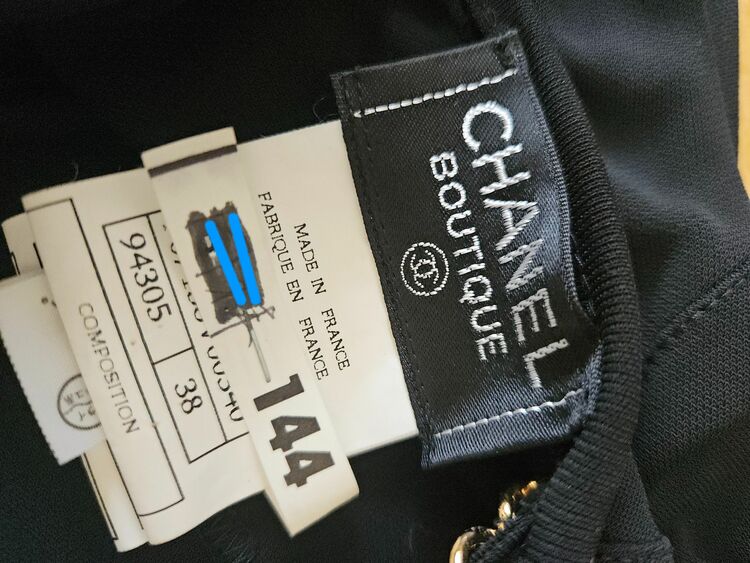 CHANEL
BOUTIQUE
MADE IN FRANCE
FABRIQUE EN FRANCE
144
94305
38
COMPOSITION